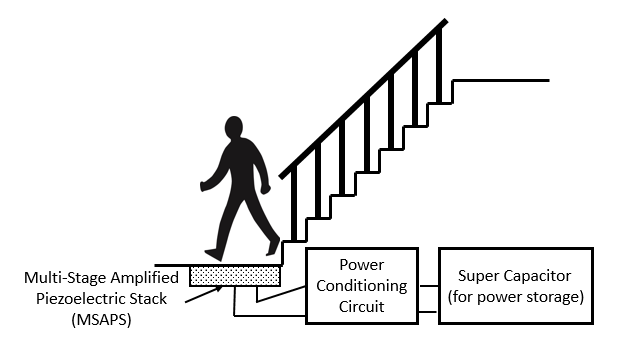 Multi-Stage Amplified
Piezoelectric Stack
(MSAPS)
Power
Conditioning
Circuit
Super Capacitor
(for power storage)